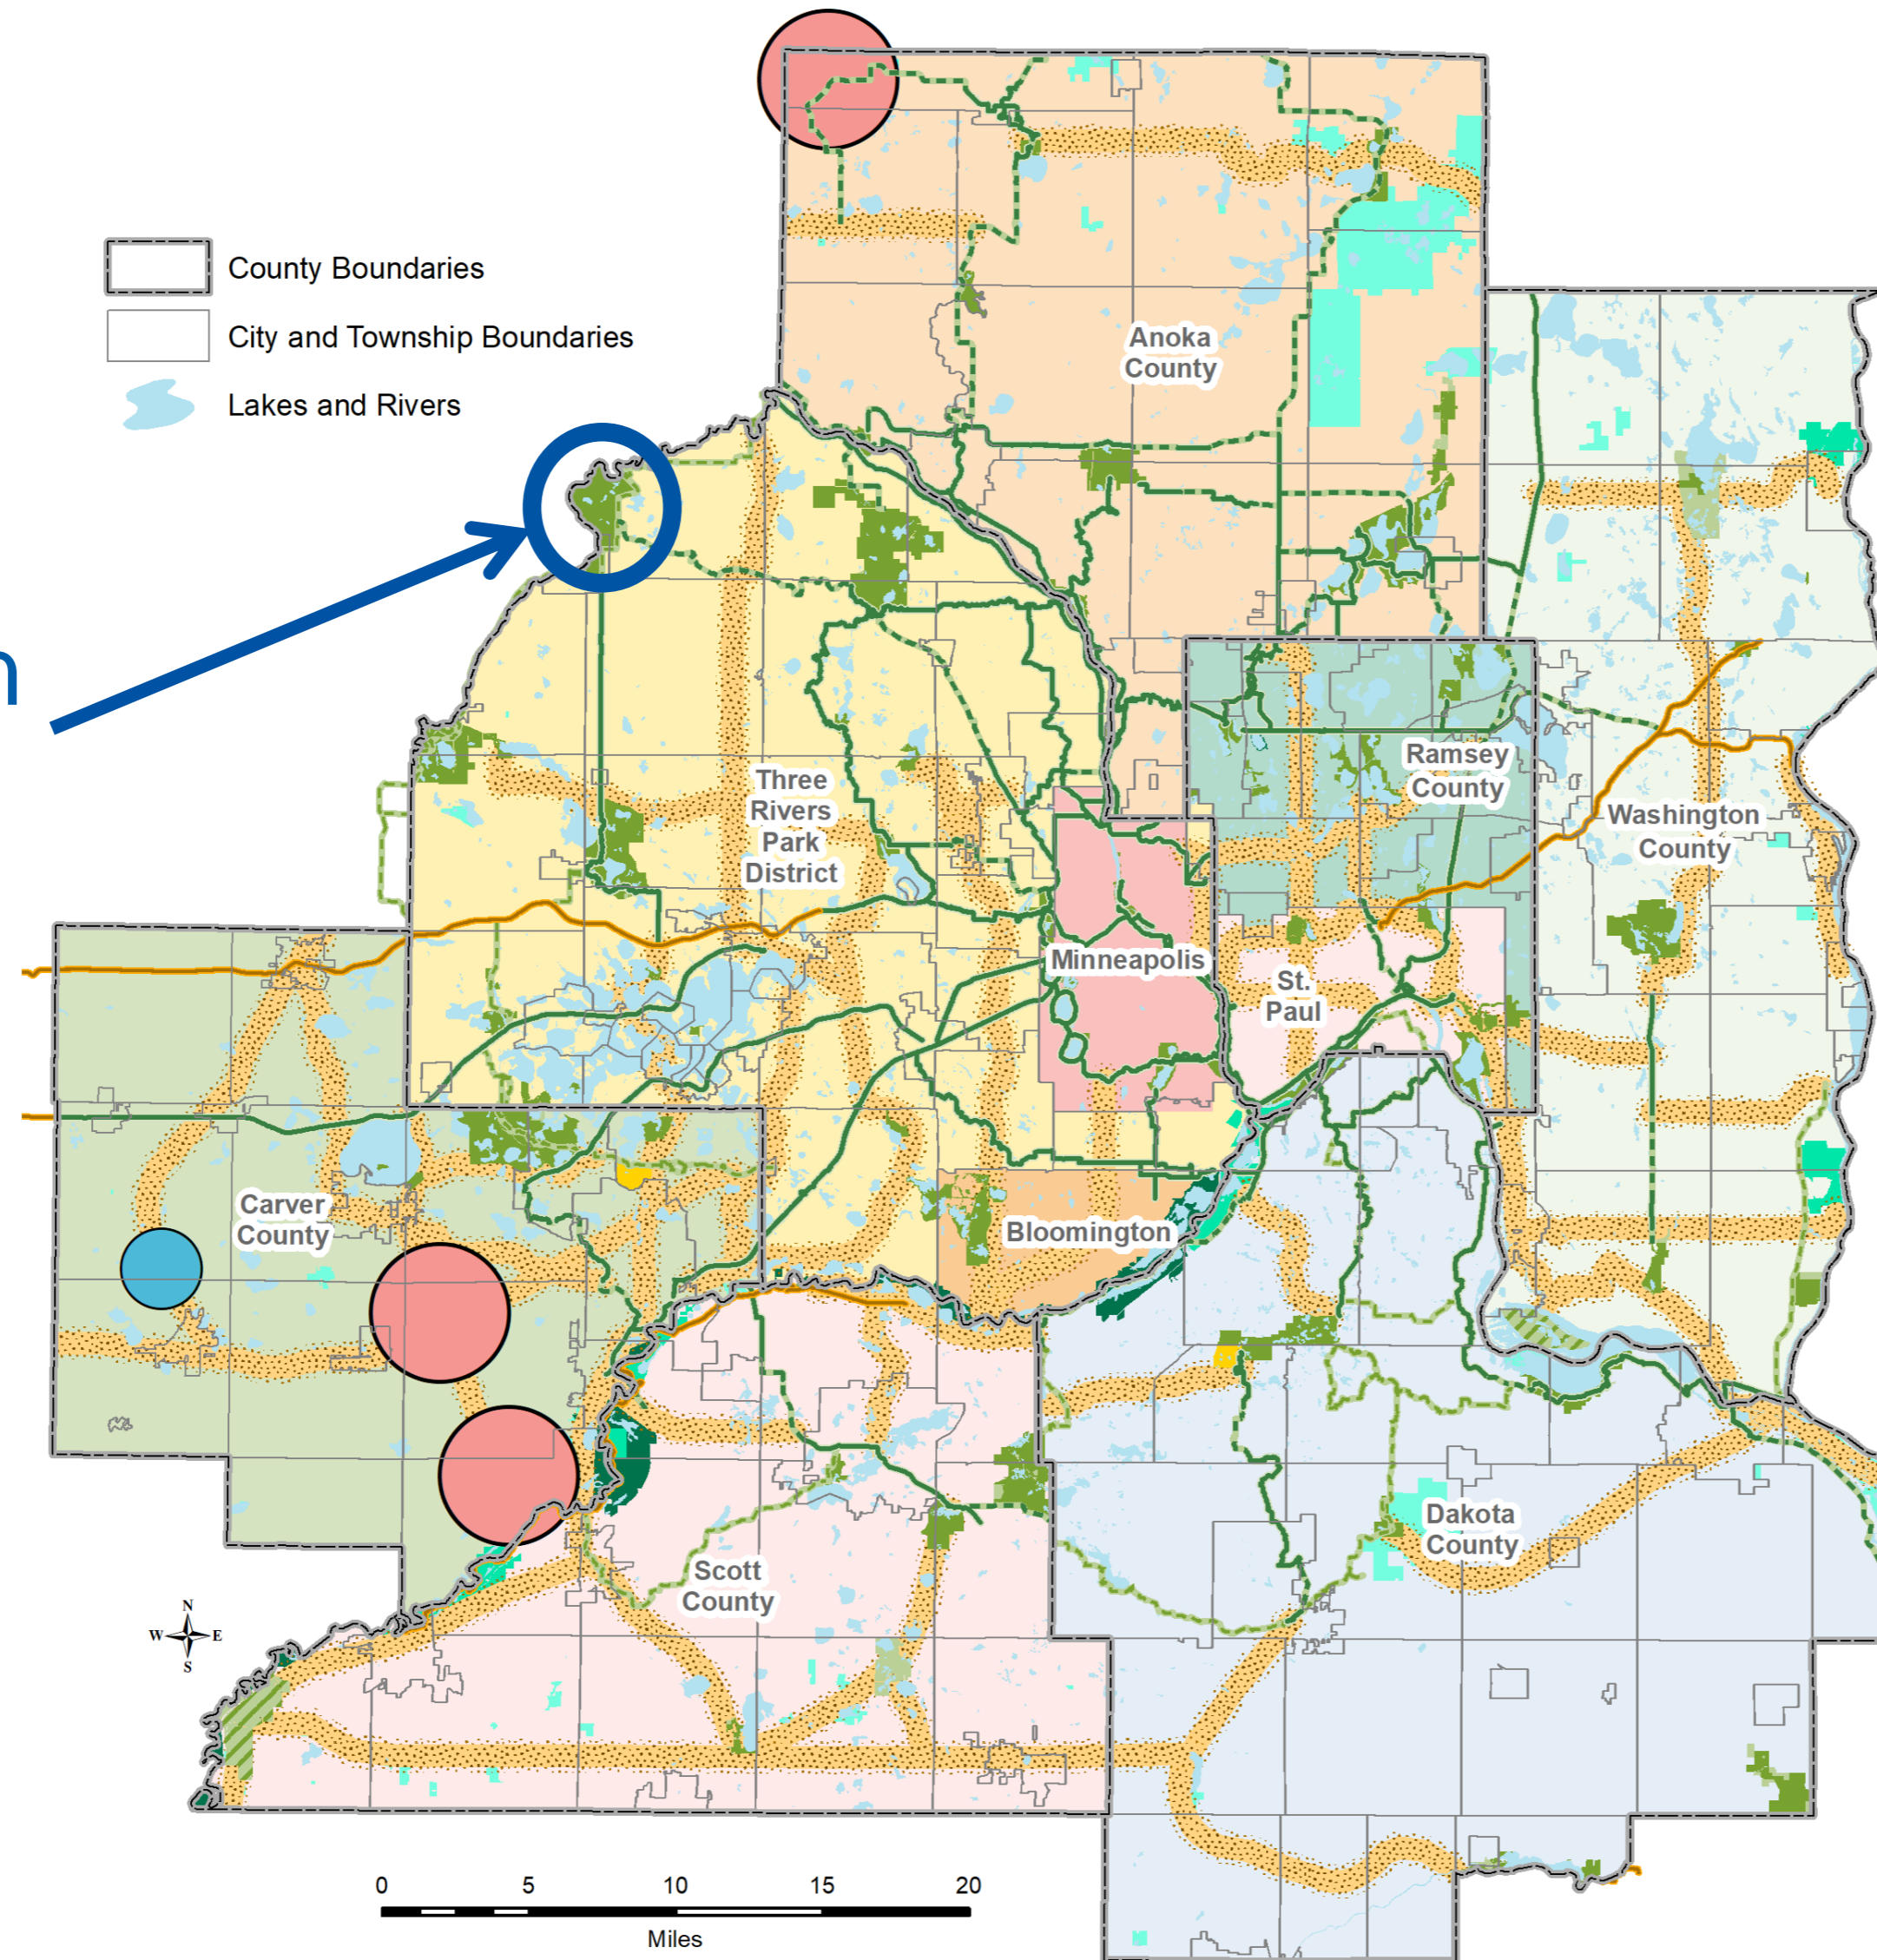 County Boundaries
City and Township Boundaries
Lakes and Rivers
Anoka
County
n
Ramsey
County
Three
Rivers
Park
District
Washington
County
Minneapolis
St.
Paul
Carver
County
Bloomington
Dakota
County
Scott
County
N
W E
S
0 5 10 15 20
Miles